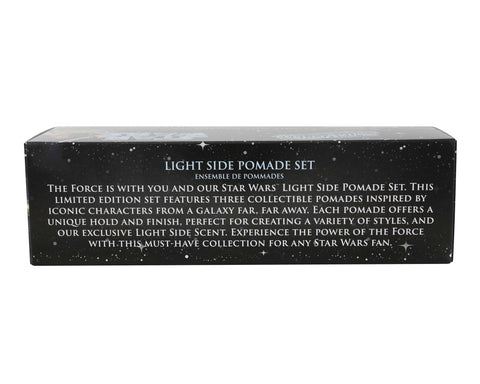 LIGHT SIDE POMADE SET
ENSEMBLE DE POMMADES
THE FORCE IS WITH YOU AND OUR STAR WARS™ LIGHT SIDE POMADE SET. THIS
LIMITED EDITION SET FEATURES THREE COLLECTIBLE POMADES INSPIRED BY
ICONIC CHARACTERS FROM A GALAXY FAR, FAR AWAY. EACH POMADE OFFERS A
UNIQUE HOLD AND FINISH, PERFECT FOR CREATING A VARIETY OF STYLES, AND
OUR EXCLUSIVE LIGHT SIDE SCENT. EXPERIENCE THE POWER OF THE FORCE
WITH THIS MUST-HAVE COLLECTION FOR ANY STAR WARS FAN.